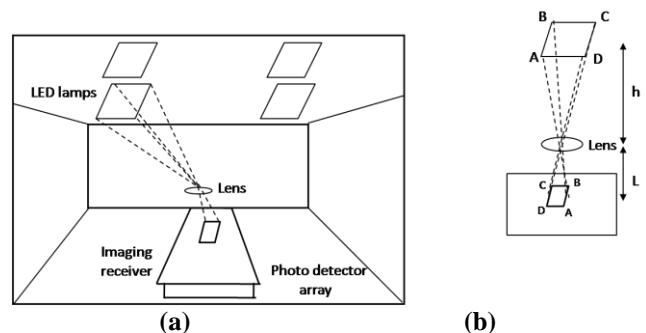 LED lamps
Lens
Imaging
receiver
Photo detector
array
(a)
B
C
A
D
h
Lens
L
C
B
D
A
(b)